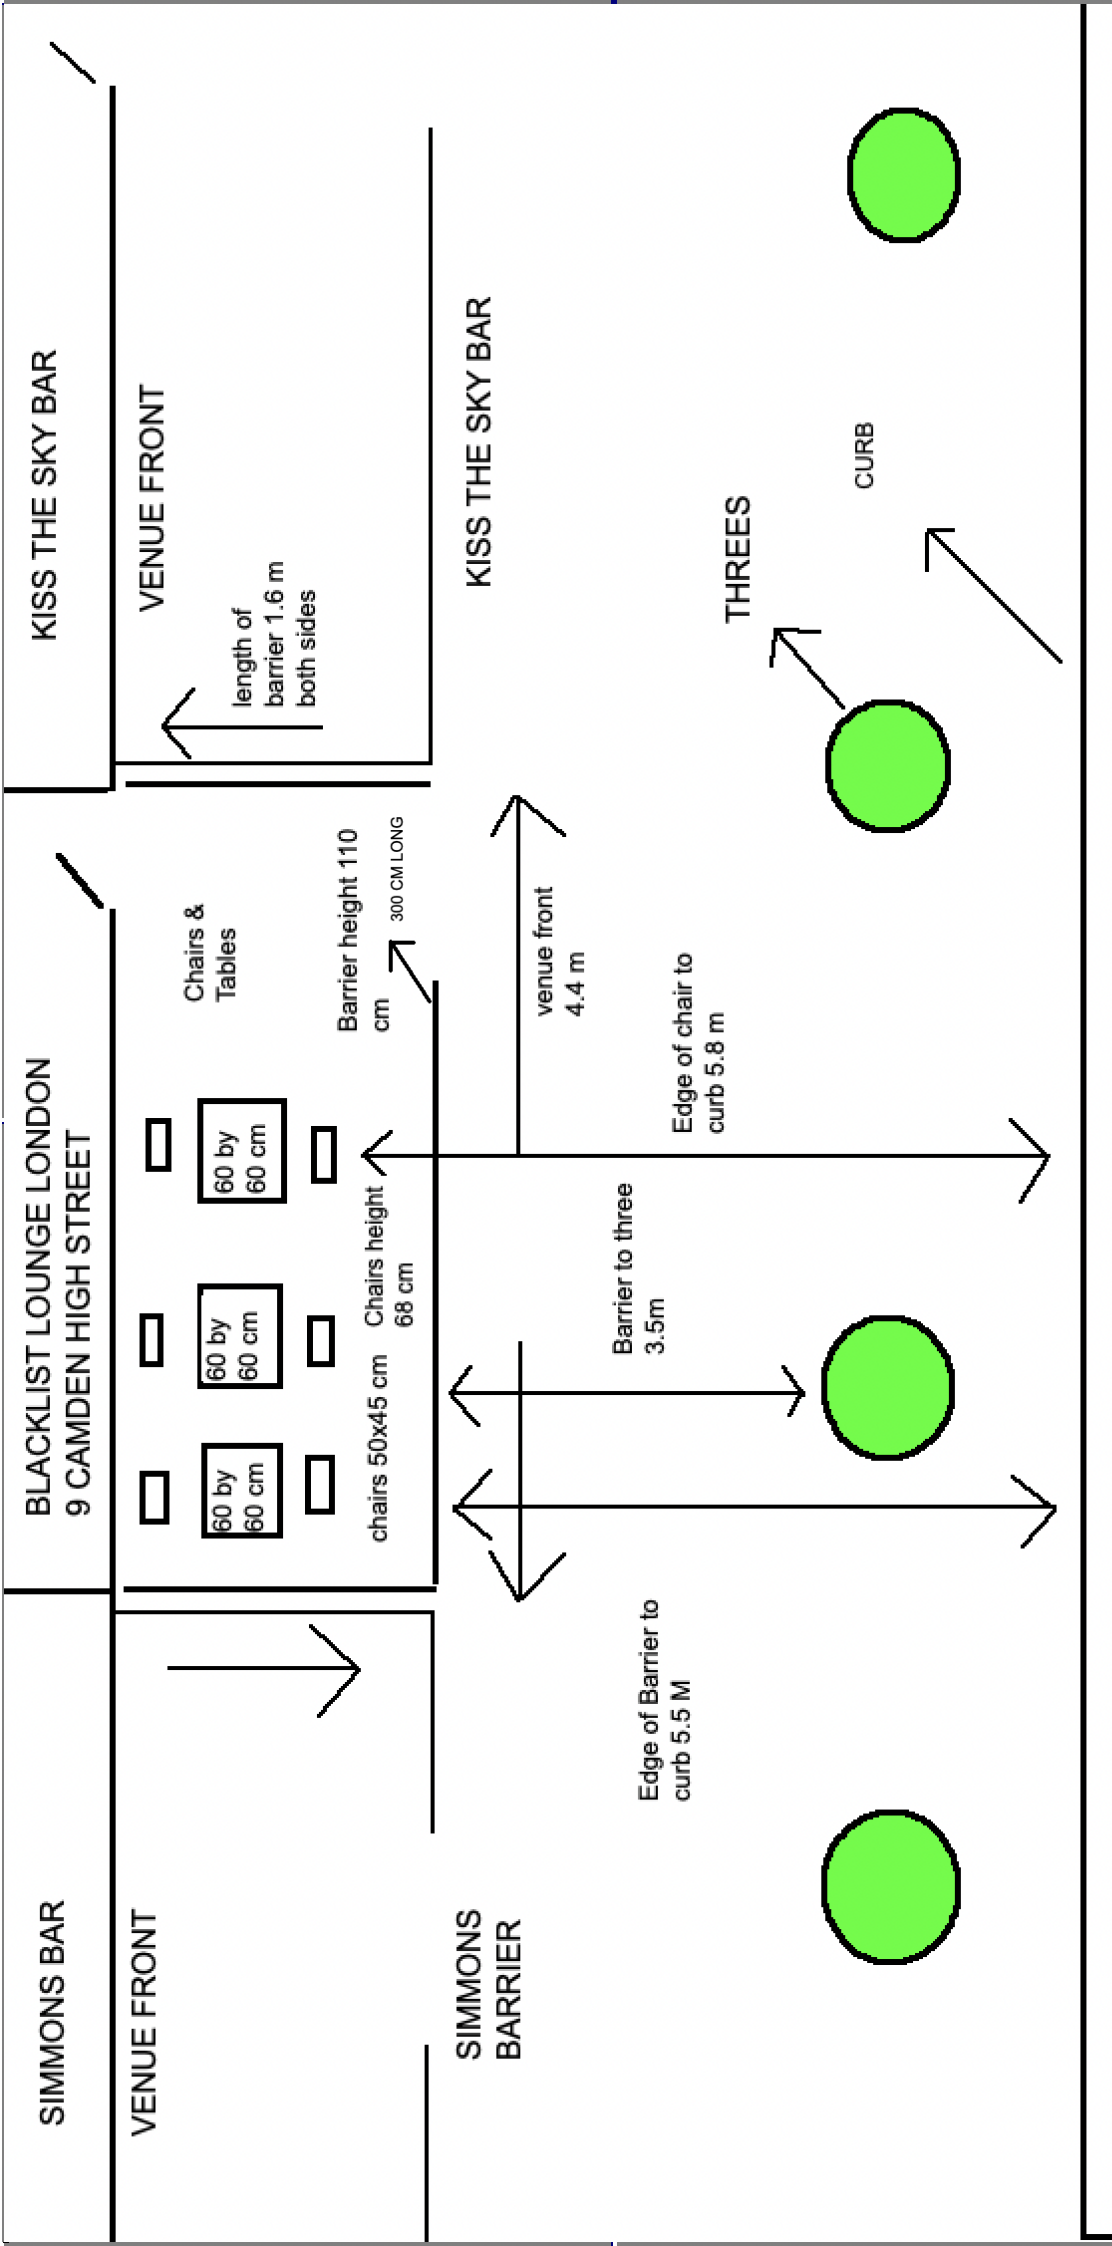 SIMMONS BAR
BLACKLIST LOUNGE LONDON
9 CAMDEN HIGH STREET
KISS THE SKY BAR
VENUE FRONT
VENUE FRONT
60 by
60 cm
60 by
60 cm
60 by
60 cm
Chairs &
Tables
length of
barrier 1.6 m
both sides
chairs 50x45 cm
Chairs height
68 cm
Barrier height 110
cm
300 CM LONG
SIMMONS
BARRIER
KISS THE SKY BAR
venue front
4.4 m
Edge of Barrier to
curb 5.5 M
Barrier to three
3.5m
Edge of chair to
curb 5.8 m
THREES
CURB